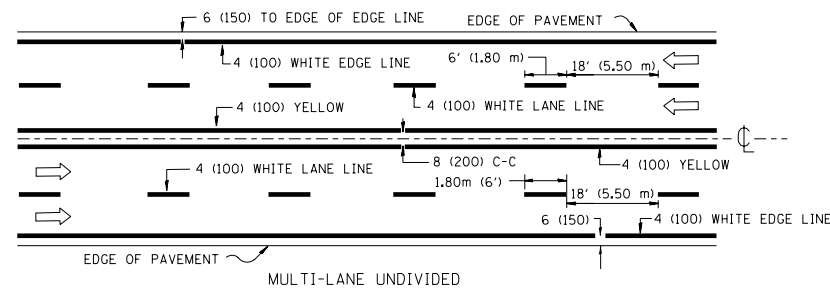 6 (150) TO EDGE OF EDGE LINE
EDGE OF PAVEMENT
4 (100) WHITE EDGE LINE
6' (1.80 m)
18' (5.50 m)
4 (100) YELLOW
4 (100) WHITE LANE LINE
℄
4 (100) WHITE LANE LINE
8 (200) C-C
4 (100) YELLOW
1.80m (6')
18' (5.50 m)
6 (150)
4 (100) WHITE EDGE LINE
EDGE OF PAVEMENT
MULTI-LANE UNDIVIDED